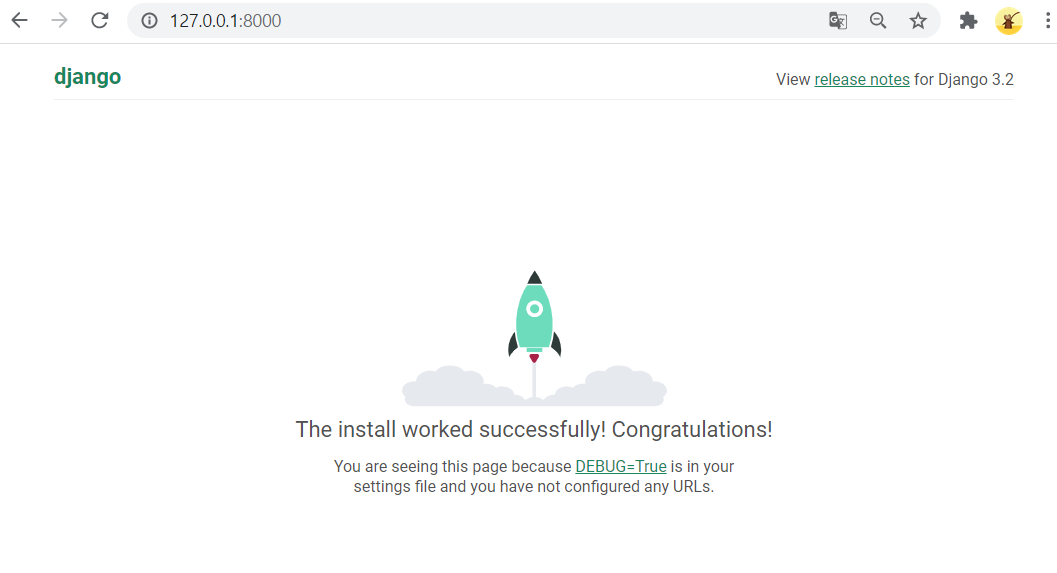 127.0.0.1:8000
django
View release notes for Django 3.2
The install worked successfully! Congratulations!
You are seeing this page because DEBUG=True is in your
settings file and you have not configured any URLs.